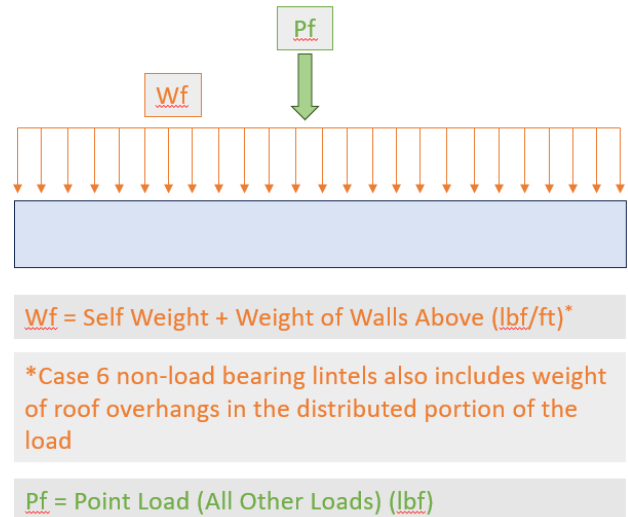 Pf
Wf
Wf = Self Weight + Weight of Walls Above (lbf/ft)*
*Case 6 non-load bearing lintels also includes weight
of roof overhangs in the distributed portion of the
load
Pf = Point Load (All Other Loads) (lbf)